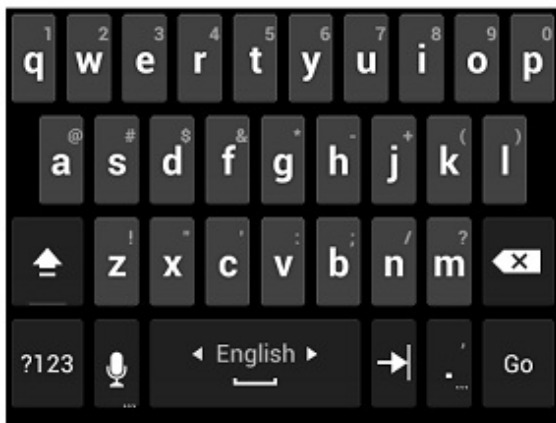 1 2 3 4 5 6 7 8 9 0
q w e r t y u i o p
@ # $ & * - + ( )
a s d f g h j k l
! " ' : ; / ?
z x c v b n m
?123 English . ' ... Go